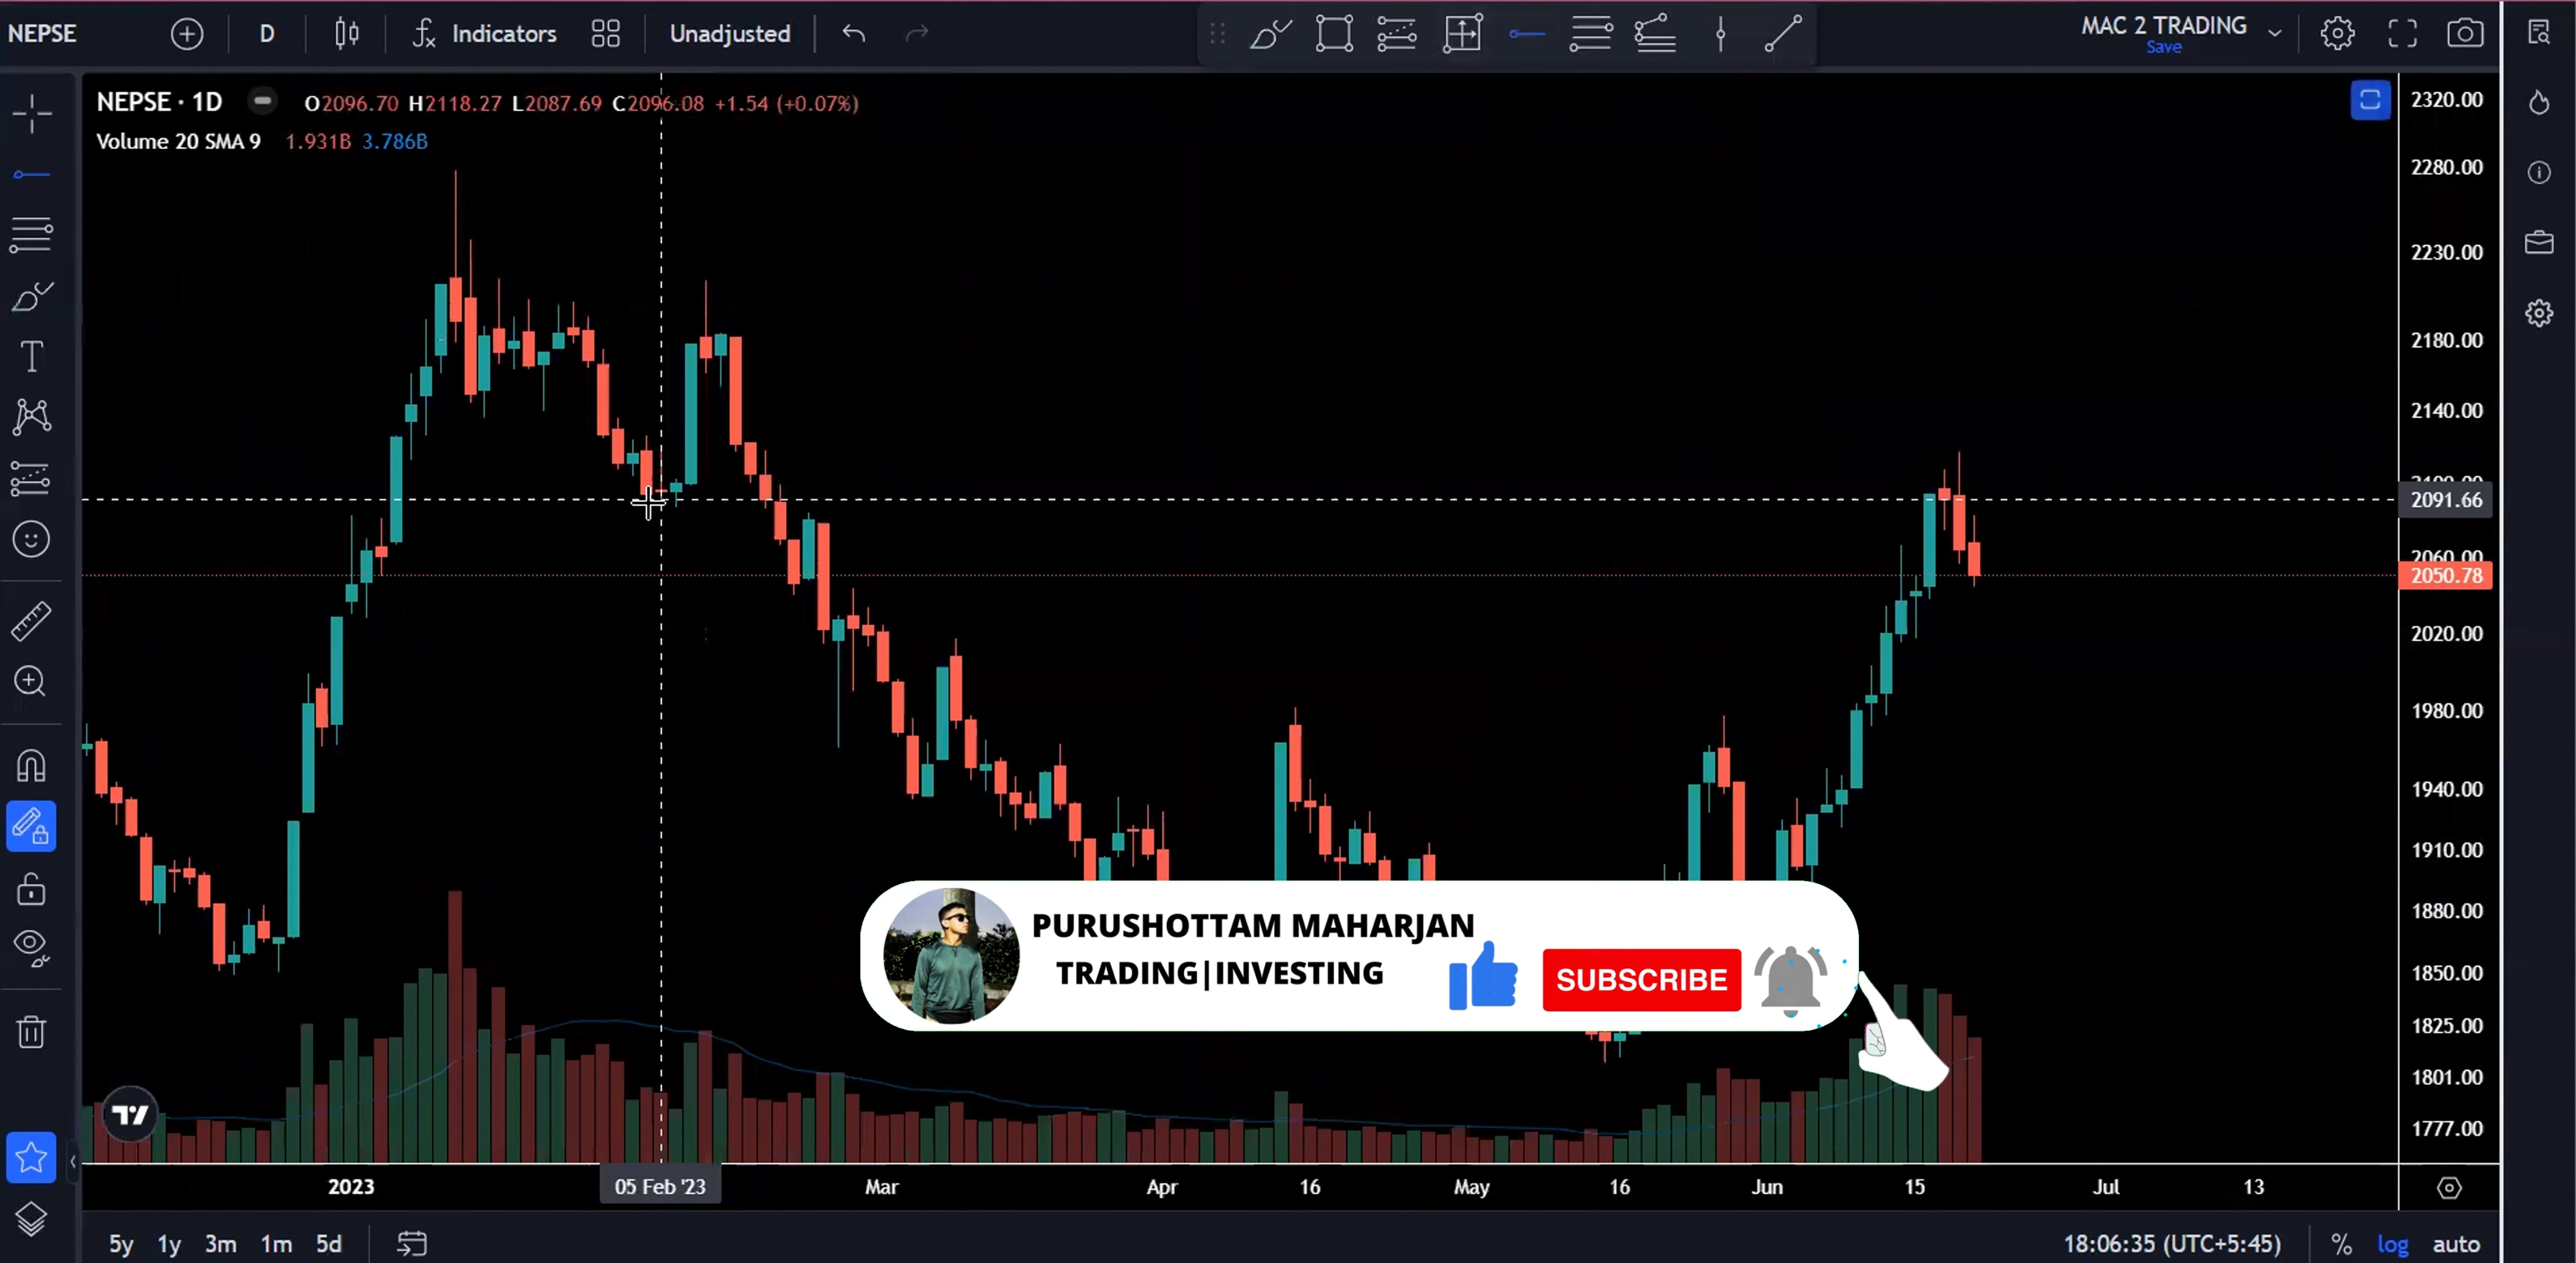 NEPSE
D
Indicators
Unadjusted
MAC 2 TRADING
Save
NEPSE · 1D O2096.70 H2118.27 L2087.69 C2096.08 +1.54 (+0.07%)
Volume 20 SMA 9 1.931B 3.786B
2320.00
2280.00
2230.00
2180.00
2140.00
2091.66
2060.00
2050.78
2020.00
1980.00
1940.00
1910.00
1880.00
1850.00
1825.00
1801.00
1777.00
PURUSHOTTAM MAHARJAN
TRADING|INVESTING
SUBSCRIBE
2023
05 Feb '23
Mar
Apr
16
May
16
Jun
15
Jul
13
5y 1y 3m 1m 5d
18:06:35 (UTC+5:45)
% log auto